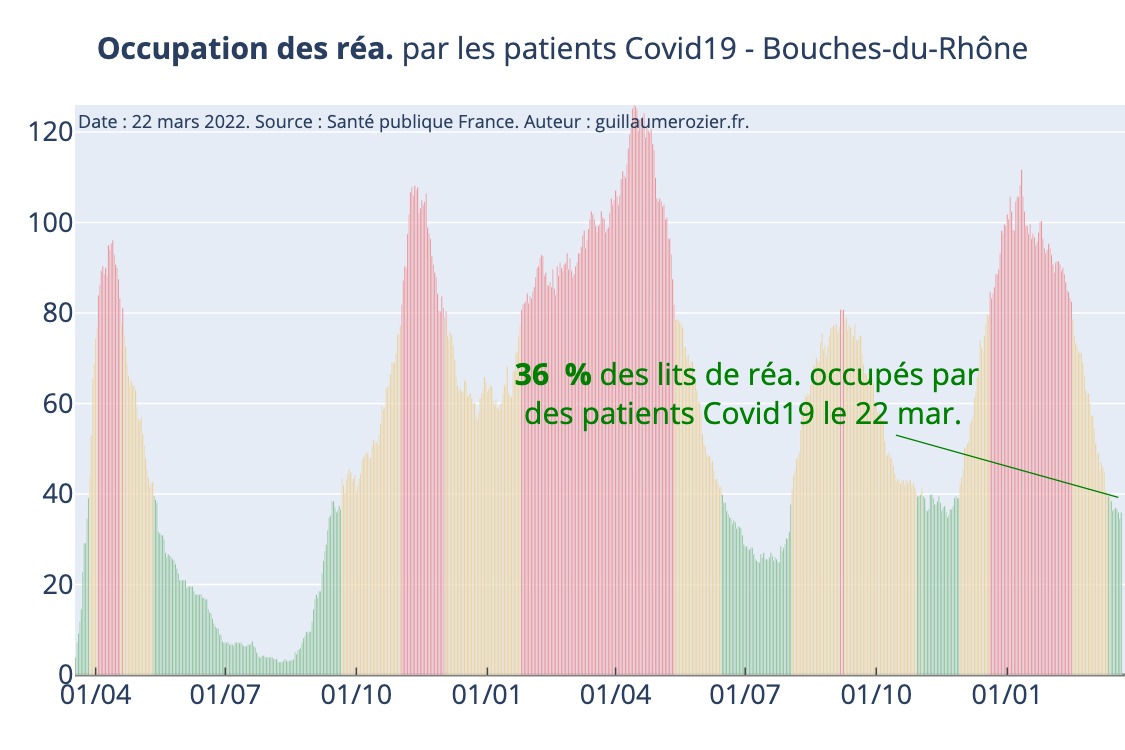 Occupation des réa. par les patients Covid19 - Bouches-du-Rhône
Date : 22 mars 2022. Source : Santé publique France. Auteur : guillaumerozier.fr.
120
100
80
60
40
20
0
36  % des lits de réa. occupés par
des patients Covid19 le 22 mar.
01/04 01/07 01/10 01/01 01/04 01/07 01/10 01/01